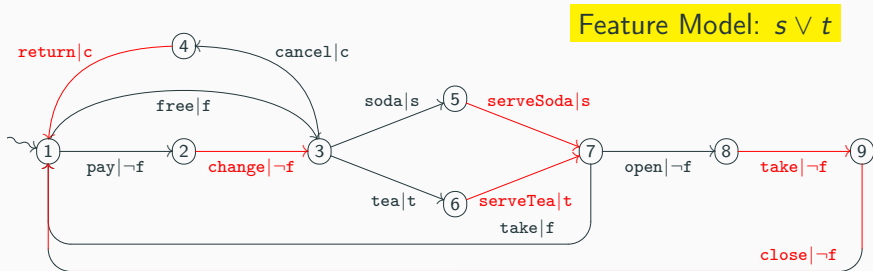 Feature Model: s ∨ t
return|c
4
cancel|c
free|f
soda|s
5
serveSoda|s
1
2
3
7
8
9
pay|¬f
change|¬f
open|¬f
take|¬f
tea|t
6
serveTea|t
take|f
close|¬f